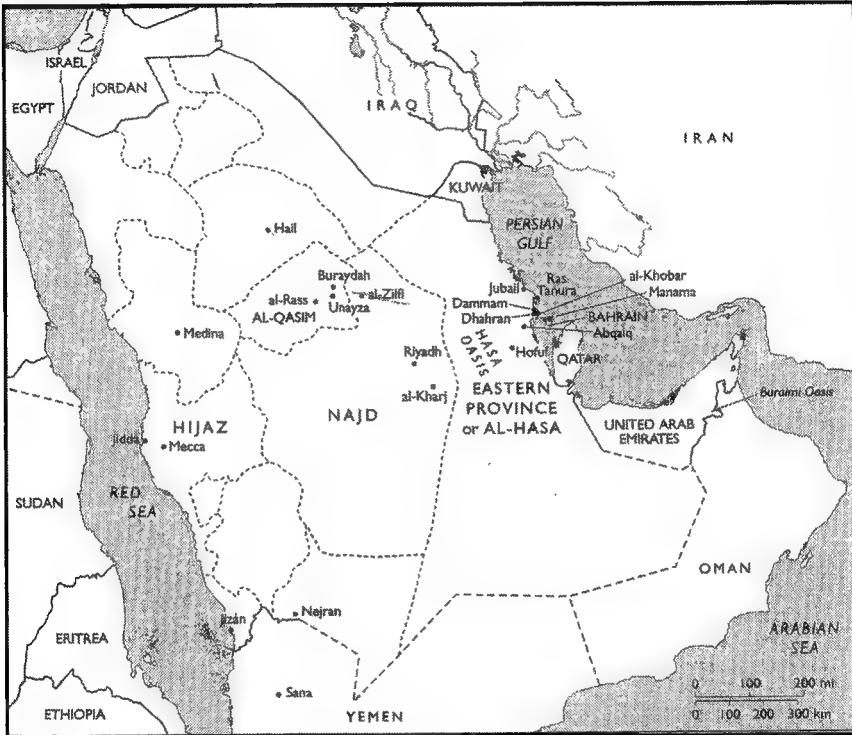 ISRAEL
JORDAN
EGYPT
IRAQ
IRAN
KUWAIT
PERSIAN
GULF
Hail
Buraydah
al-Rass
al-Zilfi
AL-QASIM
Unayza
Jubail
Ras
Tanura
al-Khobar
Manama
Dammam
Dhahran
BAHRAIN
Abqaiq
Medina
HASA
OASIS
Hofuf
QATAR
Riyadh
al-Kharj
EASTERN
PROVINCE
or AL-HASA
Buraimi Oasis
UNITED ARAB
EMIRATES
HIJAZ
NAJD
Jidda
Mecca
SUDAN
RED
SEA
OMAN
Nejran
Jizán
ERITREA
ARABIAN
SEA
Sana
YEMEN
ETHIOPIA
0 100 200 mi
0 100 200 300 km